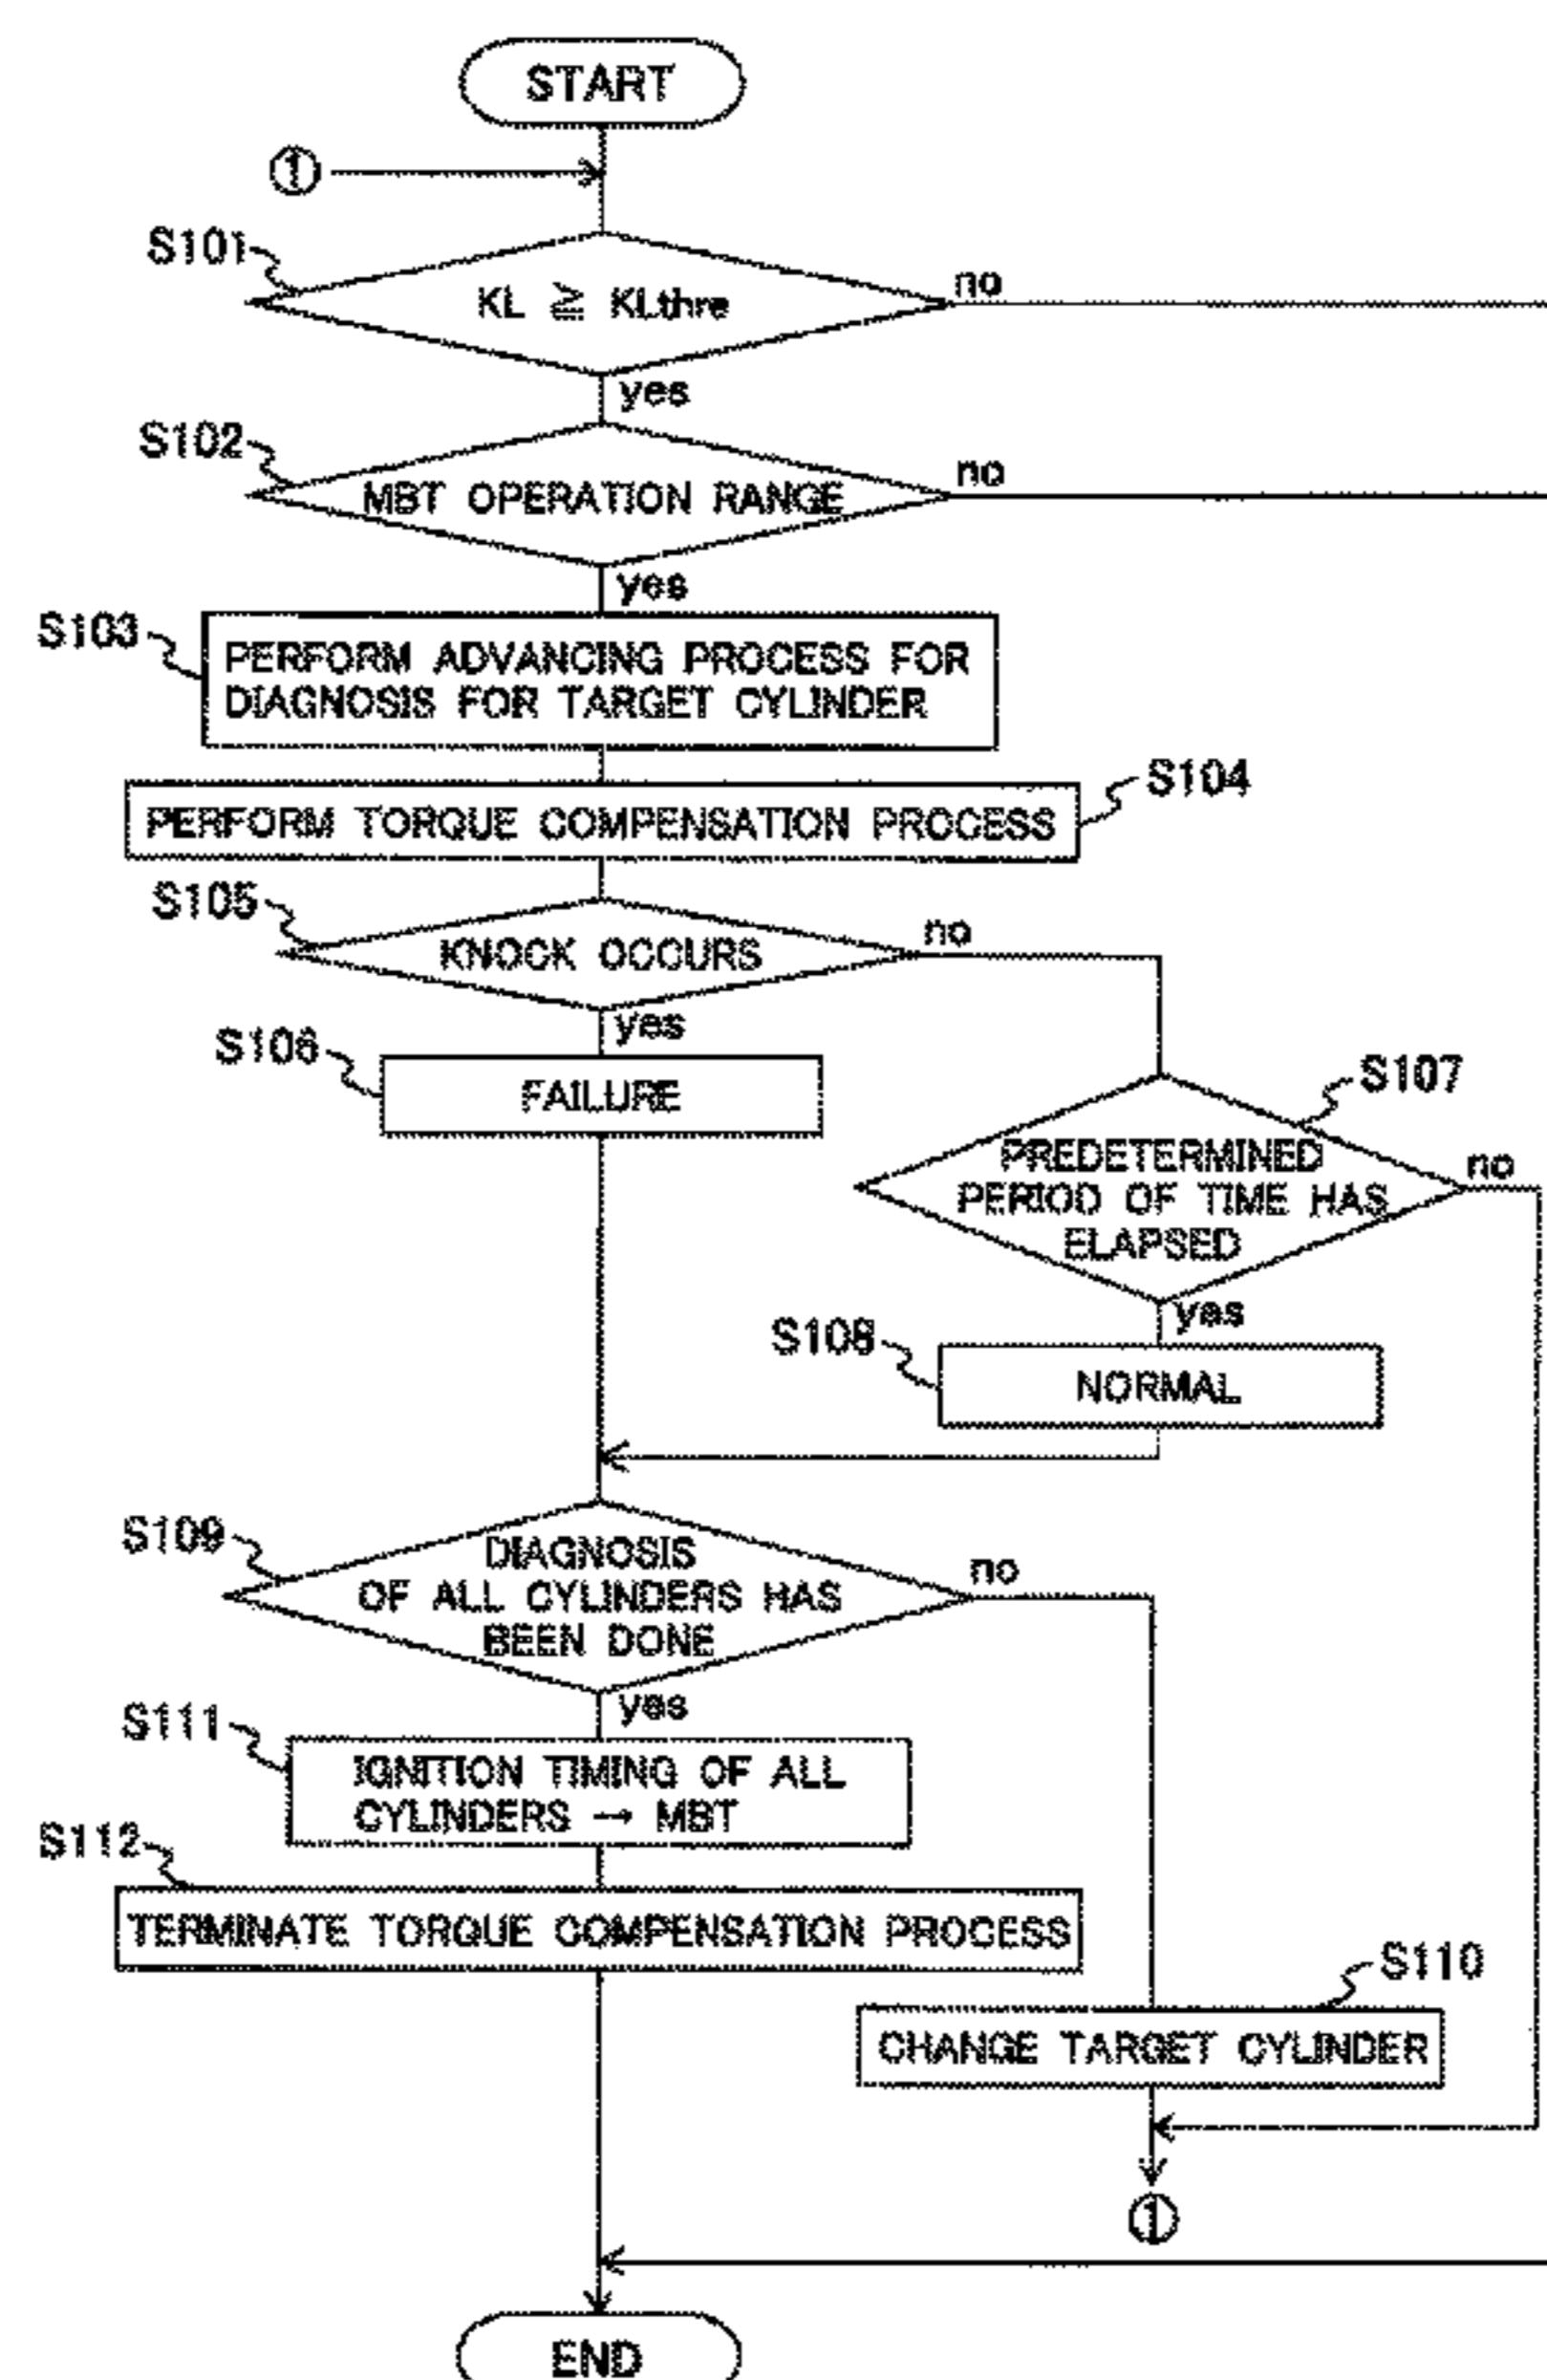 START
①
S101
KL ≧ KLthre
no
yes
S102
MBT OPERATION RANGE
no
yes
S103
PERFORM ADVANCING PROCESS FOR
DIAGNOSIS FOR TARGET CYLINDER
S104
PERFORM TORQUE COMPENSATION PROCESS
S105
KNOCK OCCURS
no
yes
S106
FAILURE
S107
PREDETERMINED
PERIOD OF TIME HAS
ELAPSED
no
yes
S108
NORMAL
S109
DIAGNOSIS
OF ALL CYLINDERS HAS
BEEN DONE
no
yes
S111
IGNITION TIMING OF ALL
CYLINDERS → MBT
S112
TERMINATE TORQUE COMPENSATION PROCESS
S110
CHANGE TARGET CYLINDER
①
END